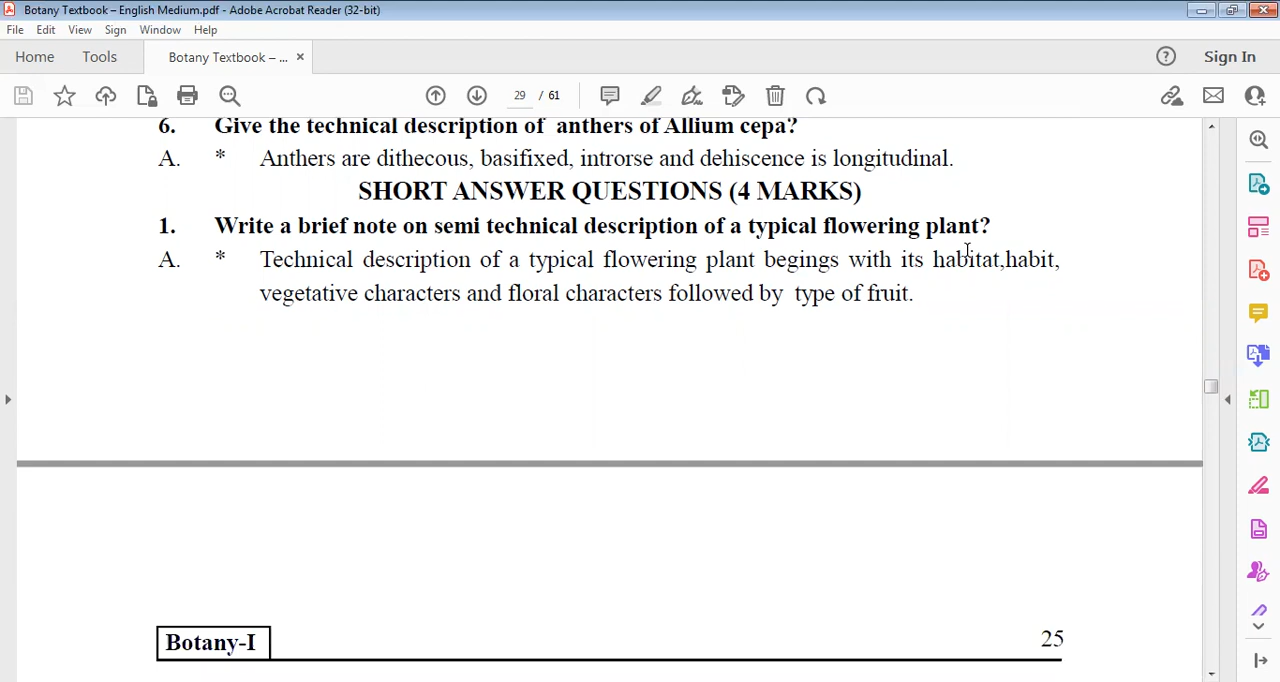 Botany Textbook – English Medium.pdf - Adobe Acrobat Reader (32-bit)
File Edit View Sign Window Help
Home Tools Botany Textbook – ... ×
Sign In
29 / 61
6. Give the technical description of anthers of Allium cepa?
A. * Anthers are dithecous, basifixed, introrse and dehiscence is longitudinal.
SHORT ANSWER QUESTIONS (4 MARKS)
1. Write a brief note on semi technical description of a typical flowering plant?
A. * Technical description of a typical flowering plant begings with its habitat,habit,
vegetative characters and floral characters followed by type of fruit.
Botany-I 25